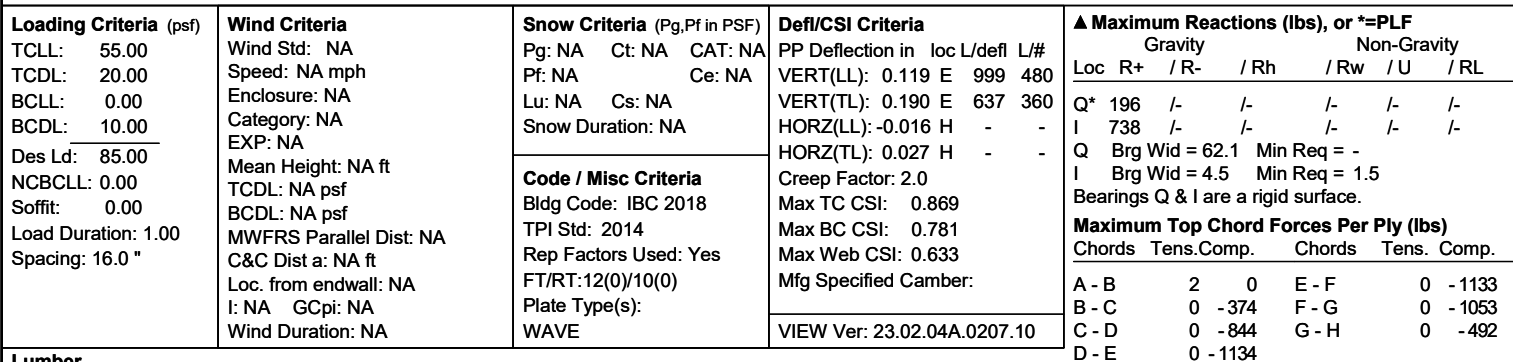 Loading Criteria (psf)
TCLL: 55.00
TCDL: 20.00
BCLL: 0.00
BCDL: 10.00
Des Ld: 85.00
NCBCLL: 0.00
Soffit: 0.00
Load Duration: 1.00
Spacing: 16.0 "
Wind Criteria
Wind Std: NA
Speed: NA mph
Enclosure: NA
Category: NA
EXP: NA
Mean Height: NA ft
TCDL: NA psf
BCDL: NA psf
MWFRS Parallel Dist: NA
C&C Dist a: NA ft
Loc. from endwall: NA
I: NA GCpi: NA
Wind Duration: NA
Snow Criteria (Pg,Pf in PSF)
Pg: NA Ct: NA CAT: NA
Pf: NA Ce: NA
Lu: NA Cs: NA
Snow Duration: NA
Code / Misc Criteria
Bldg Code: IBC 2018
TPI Std: 2014
Rep Factors Used: Yes
FT/RT:12(0)/10(0)
Plate Type(s):
WAVE
Defl/CSI Criteria
PP Deflection in loc L/defl L/#
VERT(LL): 0.119 E 999 480
VERT(TL): 0.190 E 637 360
HORZ(LL): -0.016 H - -
HORZ(TL): 0.027 H - -
Creep Factor: 2.0
Max TC CSI: 0.869
Max BC CSI: 0.781
Max Web CSI: 0.633
Mfg Specified Camber:
VIEW Ver: 23.02.04A.0207.10
▲ Maximum Reactions (lbs), or *=PLF
Gravity Non-Gravity
Loc R+ / R- / Rh / Rw / U / RL
Q* 196 /- /- /- /- /-
I 738 /- /- /- /- /-
Q Brg Wid = 62.1 Min Req = -
I Brg Wid = 4.5 Min Req = 1.5
Bearings Q & I are a rigid surface.
Maximum Top Chord Forces Per Ply (lbs)
Chords Tens.Comp. Chords Tens. Comp.
A - B 2 0 E - F 0 - 1133
B - C 0 - 374 F - G 0 - 1053
C - D 0 - 844 G - H 0 - 492
D - E 0 - 1134
Lumber